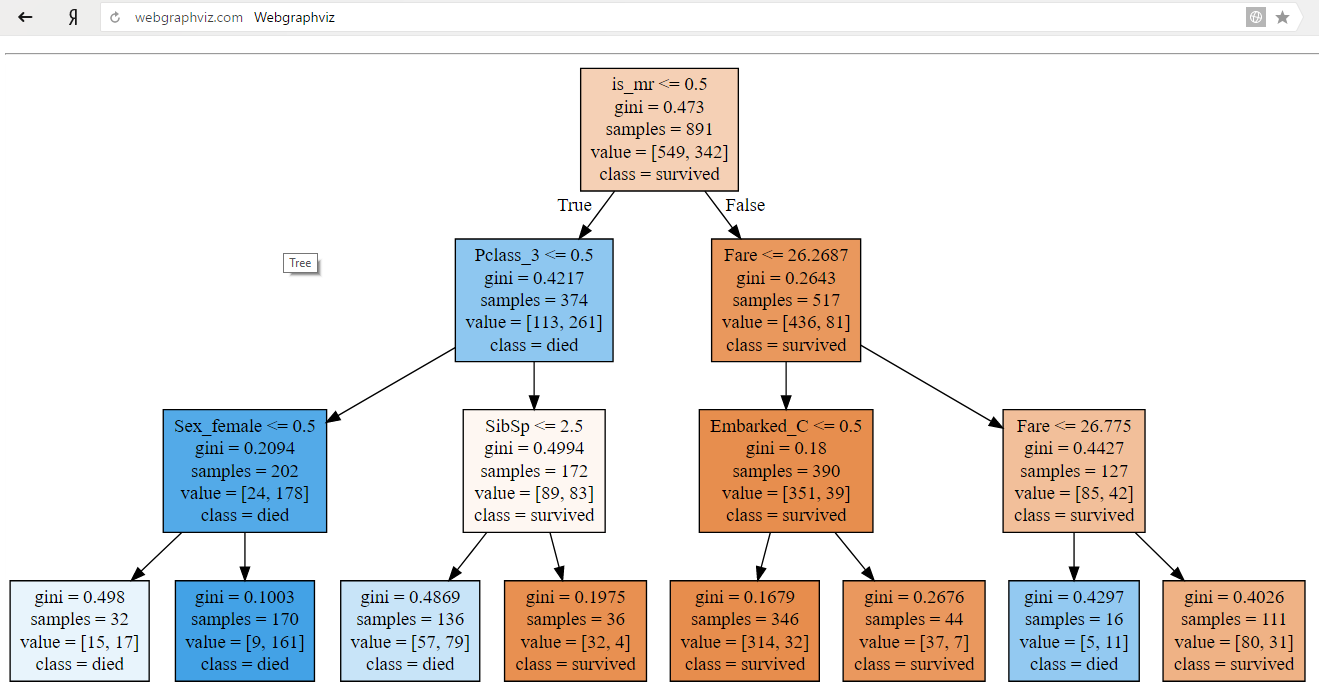 Я webgraphviz.com Webgraphviz
is_mr <= 0.5
gini = 0.473
samples = 891
value = [549, 342]
class = survived
True
False
Pclass_3 <= 0.5
gini = 0.4217
samples = 374
value = [113, 261]
class = died
Fare <= 26.2687
gini = 0.2643
samples = 517
value = [436, 81]
class = survived
Tree
Sex_female <= 0.5
gini = 0.2094
samples = 202
value = [24, 178]
class = died
SibSp <= 2.5
gini = 0.4994
samples = 172
value = [89, 83]
class = survived
Embarked_C <= 0.5
gini = 0.18
samples = 390
value = [351, 39]
class = survived
Fare <= 26.775
gini = 0.4427
samples = 127
value = [85, 42]
class = survived
gini = 0.498
samples = 32
value = [15, 17]
class = died
gini = 0.1003
samples = 170
value = [9, 161]
class = died
gini = 0.4869
samples = 136
value = [57, 79]
class = died
gini = 0.1975
samples = 36
value = [32, 4]
class = survived
gini = 0.1679
samples = 346
value = [314, 32]
class = survived
gini = 0.2676
samples = 44
value = [37, 7]
class = survived
gini = 0.4297
samples = 16
value = [5, 11]
class = died
gini = 0.4026
samples = 111
value = [80, 31]
class = survived